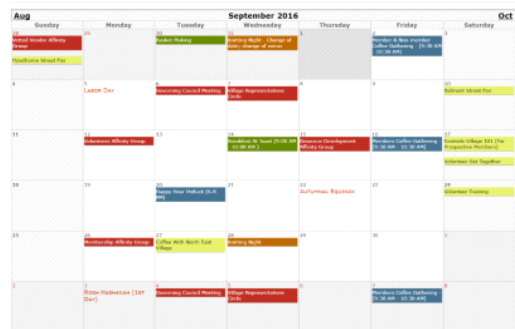 Aug September 2016 Oct
Sunday Monday Tuesday Wednesday Thursday Friday Saturday
28 29 30 31 1 2 3
Vetted Vendor Affinity
Group
Hawthorne Street Fair
Basket Making
Knitting Night - Change of
date; change of venue
Member & Non-member
Coffee Gathering - (9:30 AM
- 10:30 AM)
4 5 6 7 8 9 10
Labor Day
Governing Council Meeting
Village Representatives
Circle
Belmont Street Fair
11 12 13 14 15 16 17
Volunteers Affinity Group
Breakfast At Toast (9:00 AM
- 10:00 AM )
Resource Development
Affinity Group
Members Coffee Gathering -
(9:30 AM - 10:30 AM)
Eastside Village 101 (For
Prospective Members)
Volunteer Get Together
18 19 20 21 22 23 24
Happy Hour Potluck (5-8
PM)
Autumnal Equinox
Volunteer Training
25 26 27 28 29 30 1
Membership Affinity Group
Coffee With North East
Village
Knitting Night
2 3 4 5 6 7 8
Rosh Hashanah (1st
Day)
Governing Council Meeting
Village Representatives
Circle
Members Coffee Gathering -
(9:30 AM - 10:30 AM)